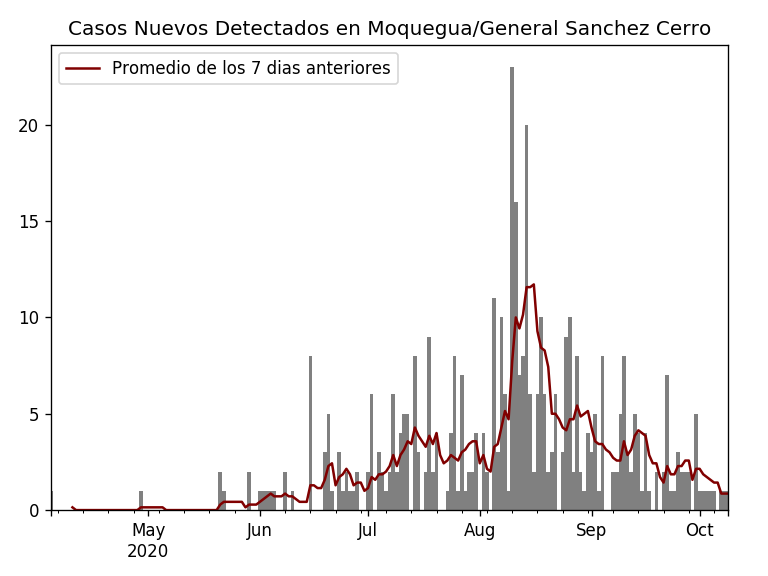 Casos Nuevos Detectados en Moquegua/General Sanchez Cerro
Promedio de los 7 dias anteriores
20
15
10
5
0
May Jun Jul Aug Sep Oct
2020